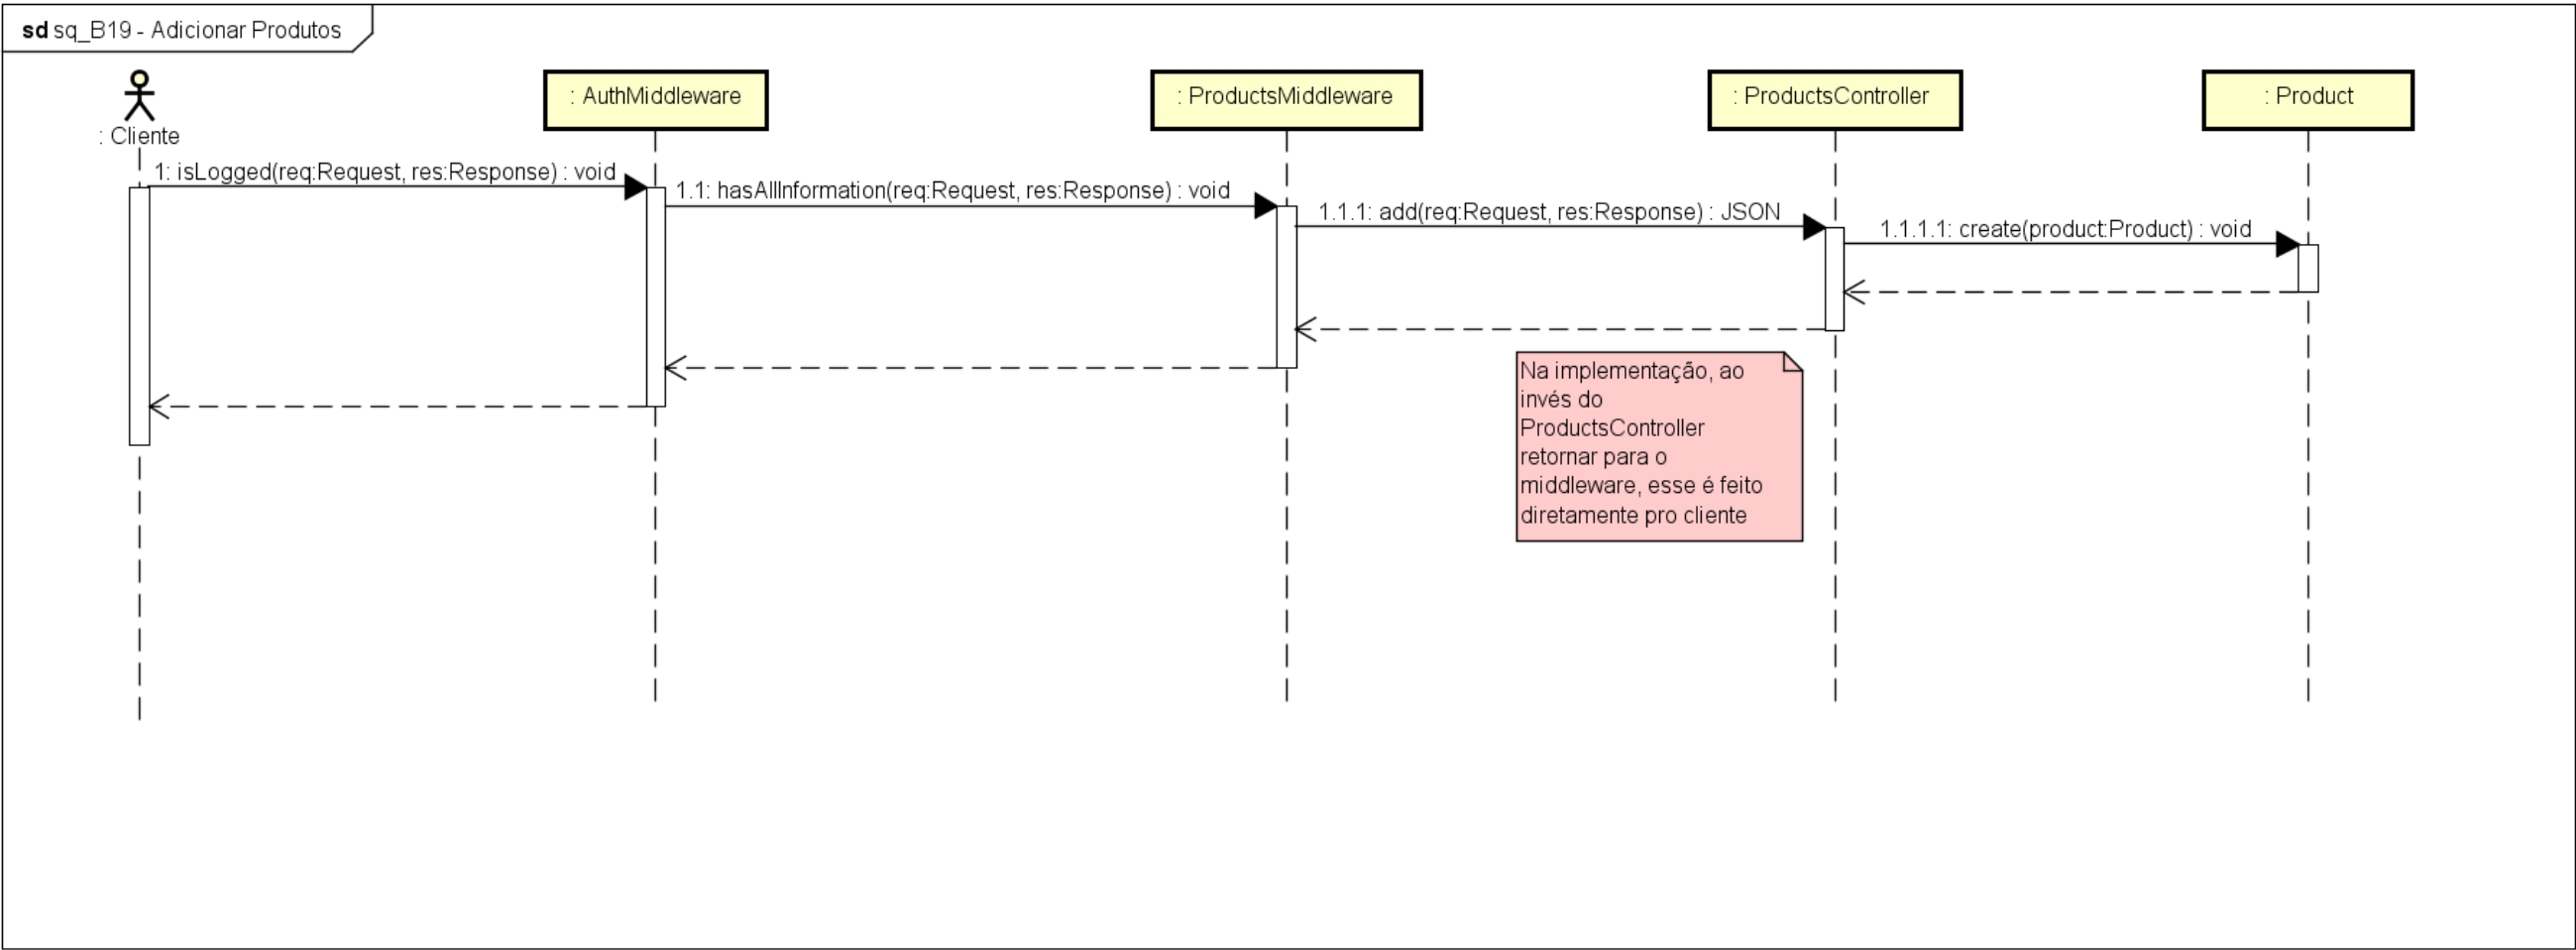 sd sq_B19 - Adicionar Produtos
: Cliente
: AuthMiddleware
: ProductsMiddleware
: ProductsController
: Product
1: isLogged(req:Request, res:Response) : void
1.1: hasAllInformation(req:Request, res:Response) : void
1.1.1: add(req:Request, res:Response) : JSON
1.1.1.1: create(product:Product) : void
Na implementação, ao
invés do
ProductsController
retornar para o
middleware, esse é feito
diretamente pro cliente